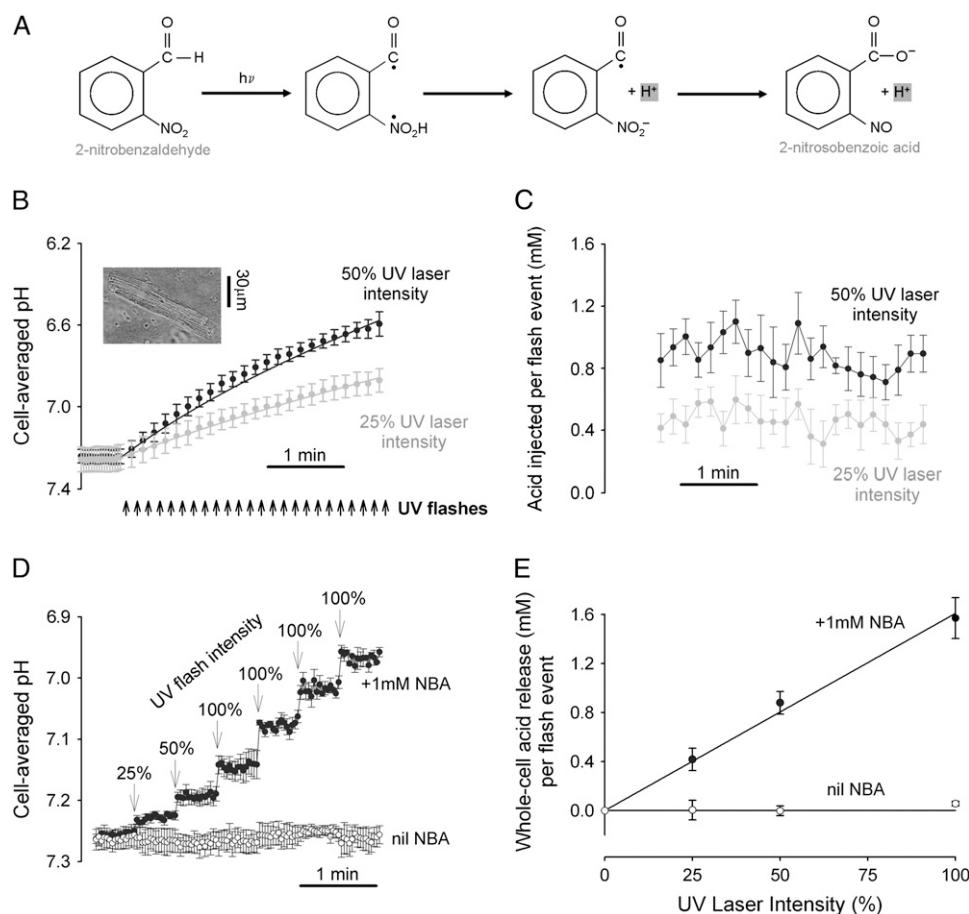 A
O
C
H
NO2
2-nitrobenzaldehyde
hν
O
C
•
•
NO2H
O
C
•
+ H+
NO2−
O
C
O−
+ H+
NO
2-nitrosobenzoic acid
B
Cell-averaged pH
6.2
6.6
7.0
7.4
30μm
50% UV laser
intensity
25% UV laser
intensity
1 min
UV flashes
C
Acid injected per flash event (mM)
1.6
1.2
0.8
0.4
0.0
50% UV laser
intensity
1 min
25% UV laser
intensity
D
Cell-averaged pH
6.9
7.0
7.1
7.2
7.3
UV flash intensity
25%
50%
100%
100%
100%
100%
+1mM NBA
nil NBA
1 min
E
Whole-cell acid release (mM)
per flash event
1.6
1.2
0.8
0.4
0.0
+1mM NBA
nil NBA
0
25
50
75
100
UV Laser Intensity (%)